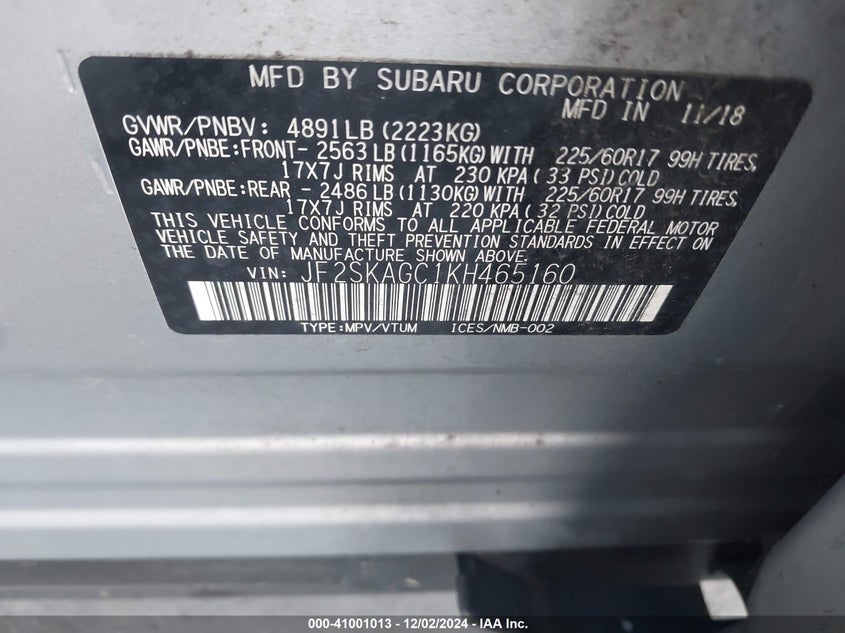 MFD BY SUBARU CORPORATION
MFD IN 11/18
GVWR/PNBV: 4891LB(2223KG)
GAWR/PNBE:FRONT- 2563LB(1165KG)WITH 225/60R17 99H TIRES,
17X7J RIMS AT 230 KPA( 33 PSI)COLD
GAWR/PNBE:REAR - 2486LB(1130KG)WITH 225/60R17 99H TIRES,
17X7J RIMS AT 220 KPA( 32 PSI)COLD
THIS VEHICLE CONFORMS TO ALL APPLICABLE FEDERAL MOTOR
VEHICLE SAFETY AND THEFT PREVENTION STANDARDS IN EFFECT ON
THE DATE OF MANUFACTURE SHOWN ABOVE.
VIN: JF2SKAGC1KH465160
TYPE:MPV/VTUM ICES/NMB-002
000-41001013 - 12/02/2024 - IAA Inc.